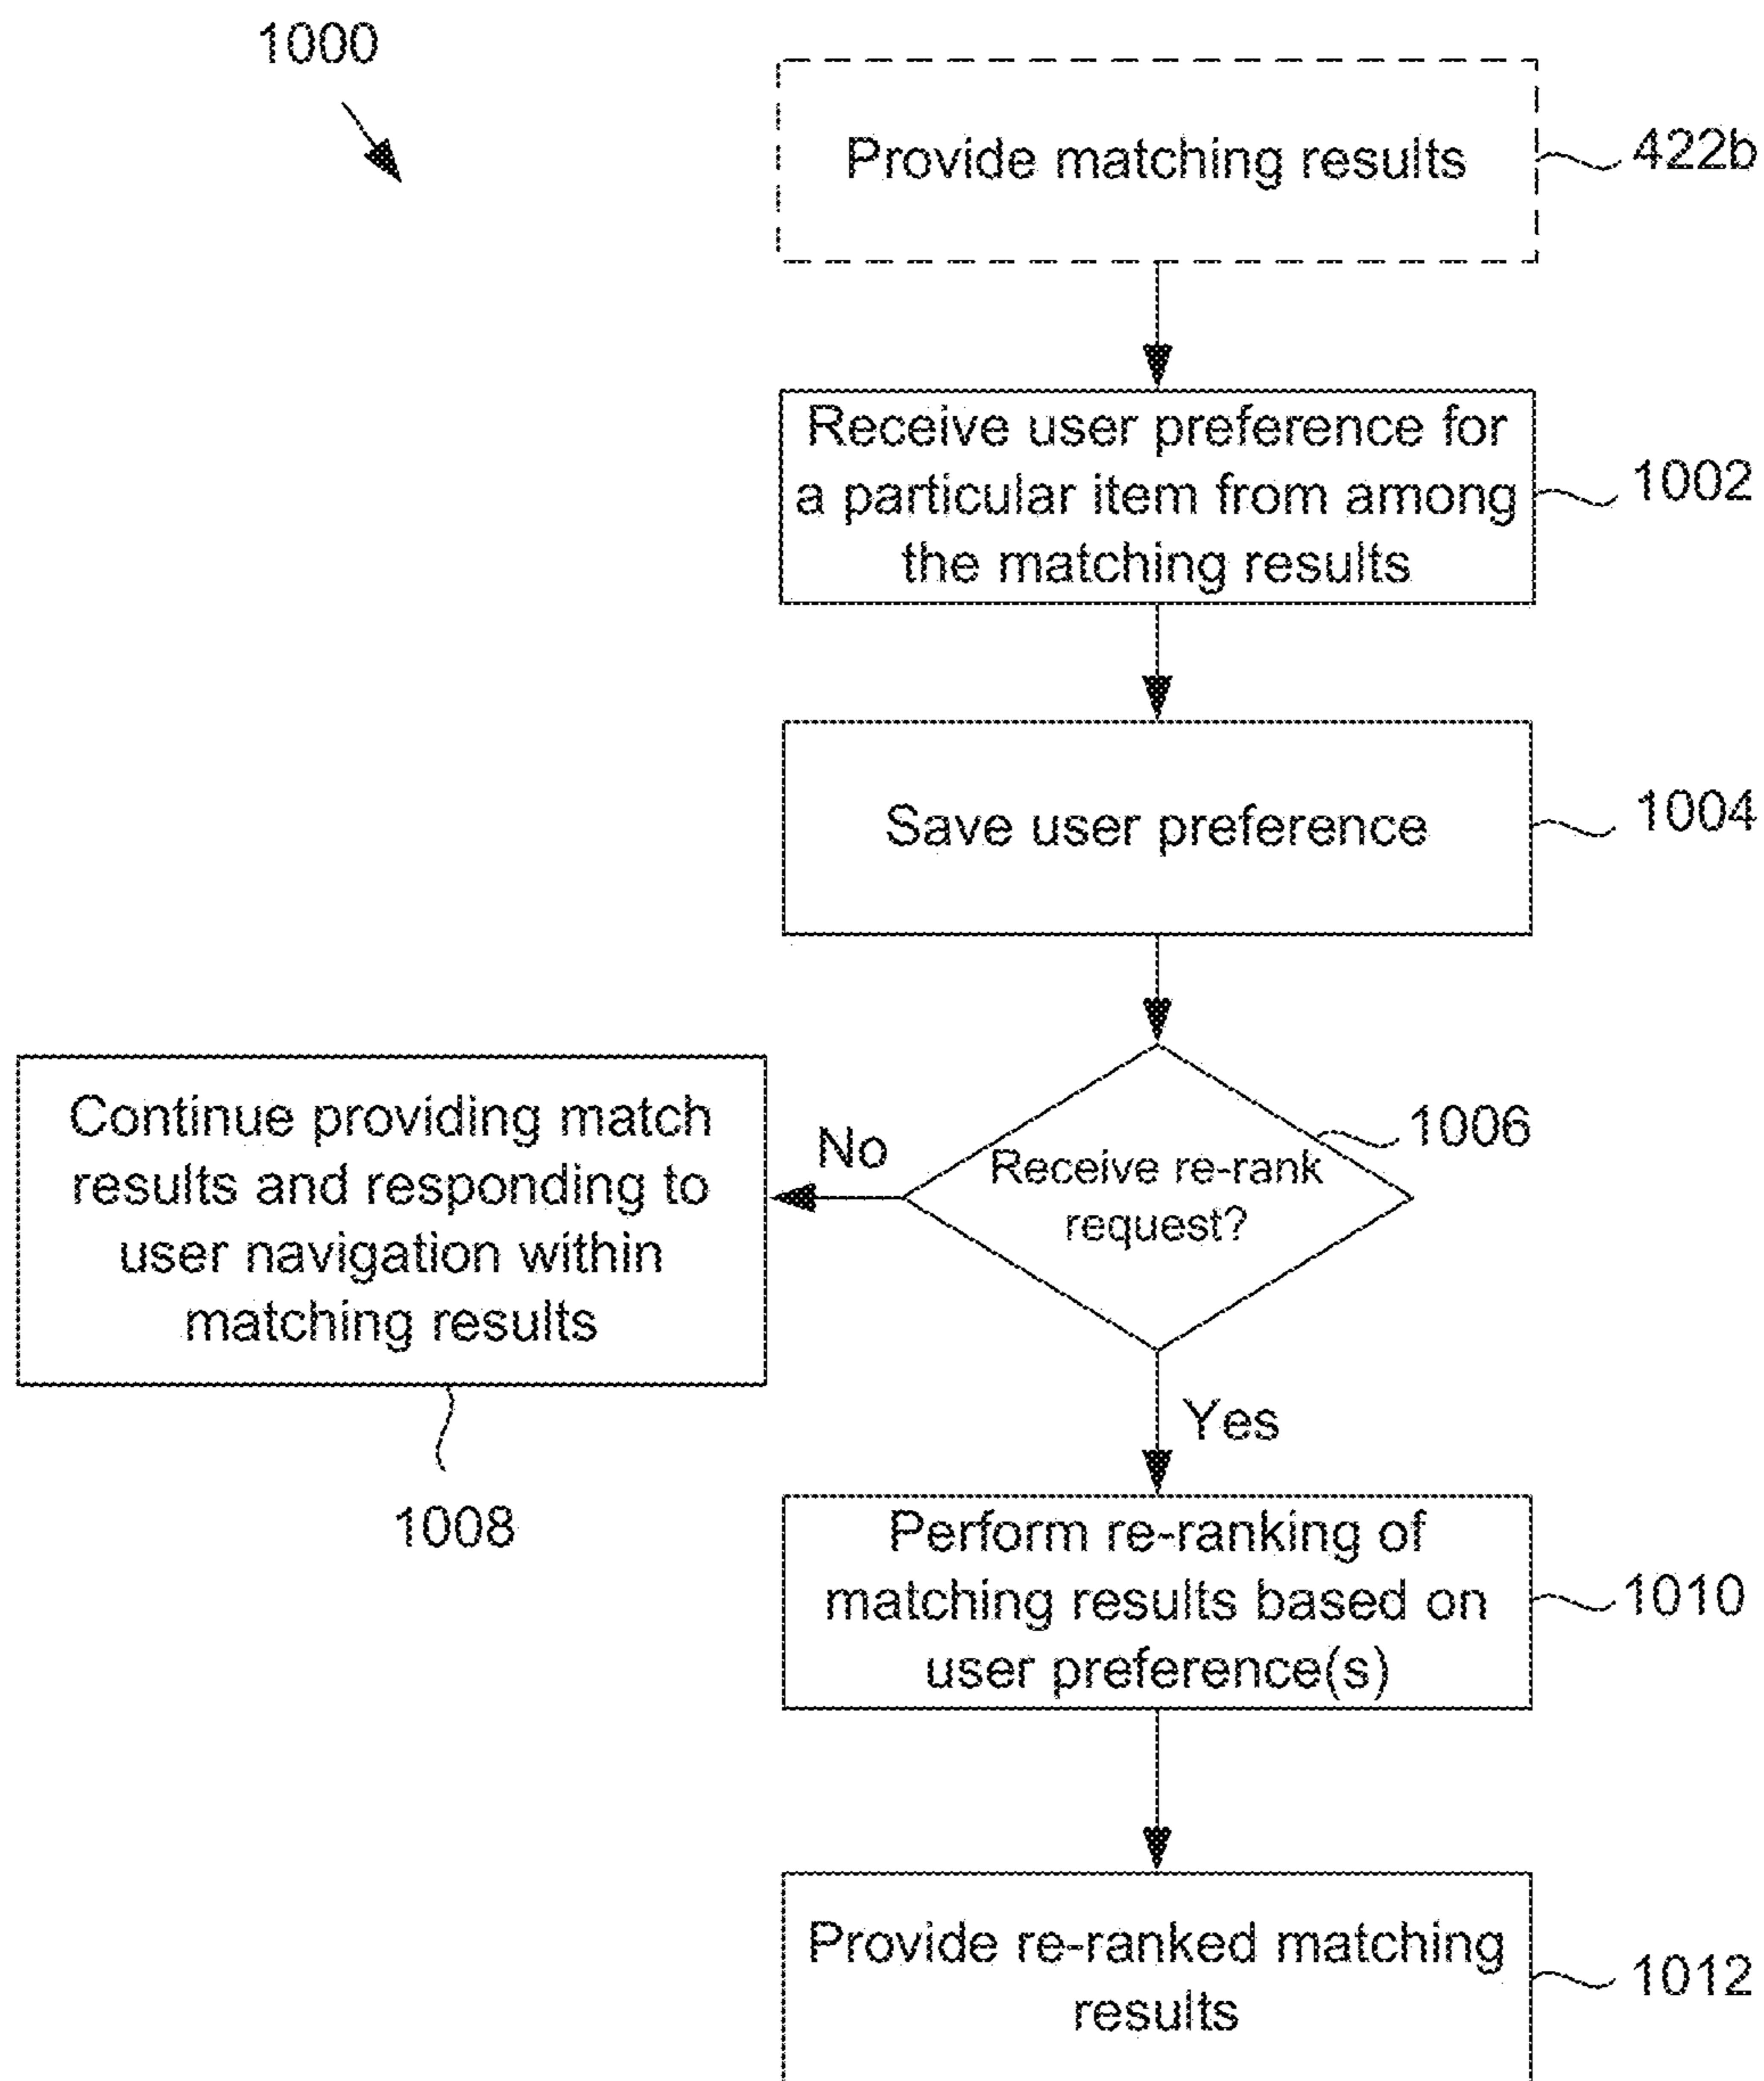 1000
Provide matching results
422b
Receive user preference for
a particular item from among
the matching results
1002
Save user preference
1004
Receive re-rank
request?
1006
No
Continue providing match
results and responding to
user navigation within
matching results
1008
Yes
Perform re-ranking of
matching results based on
user preference(s)
1010
Provide re-ranked matching
results
1012